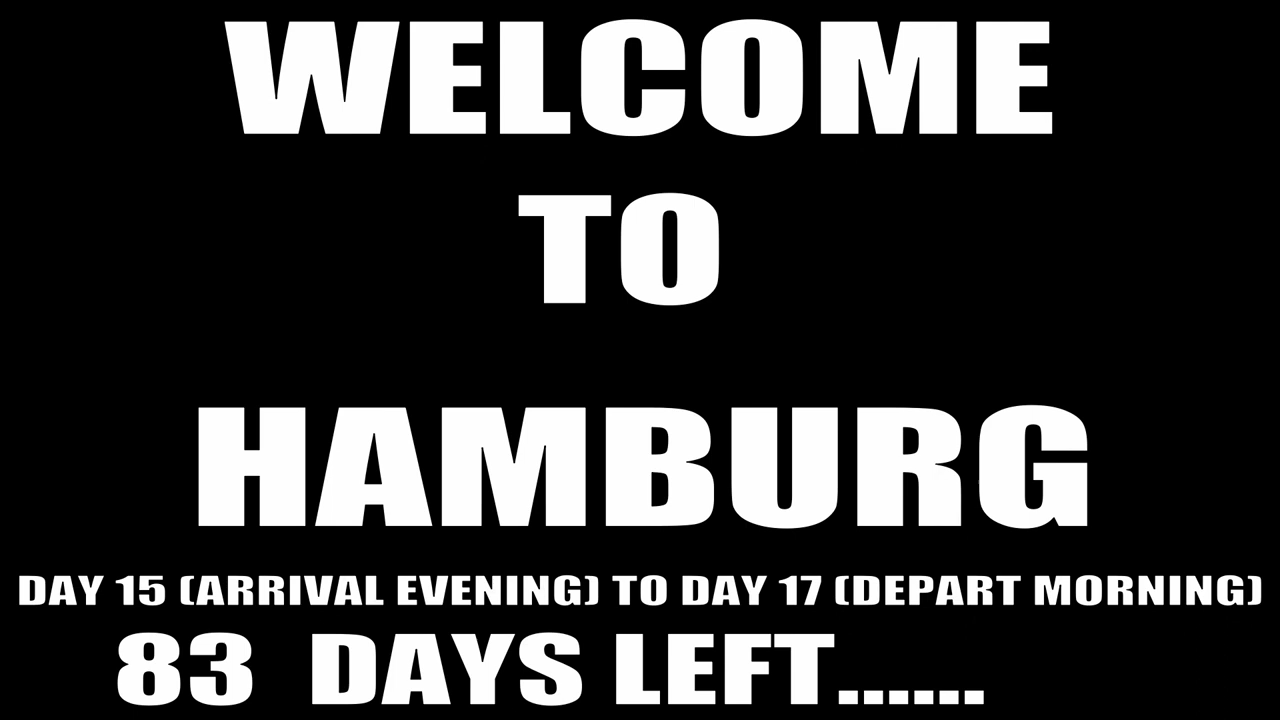 WELCOME
TO
HAMBURG
DAY 15 (ARRIVAL EVENING) TO DAY 17 (DEPART MORNING)
83 DAYS LEFT......